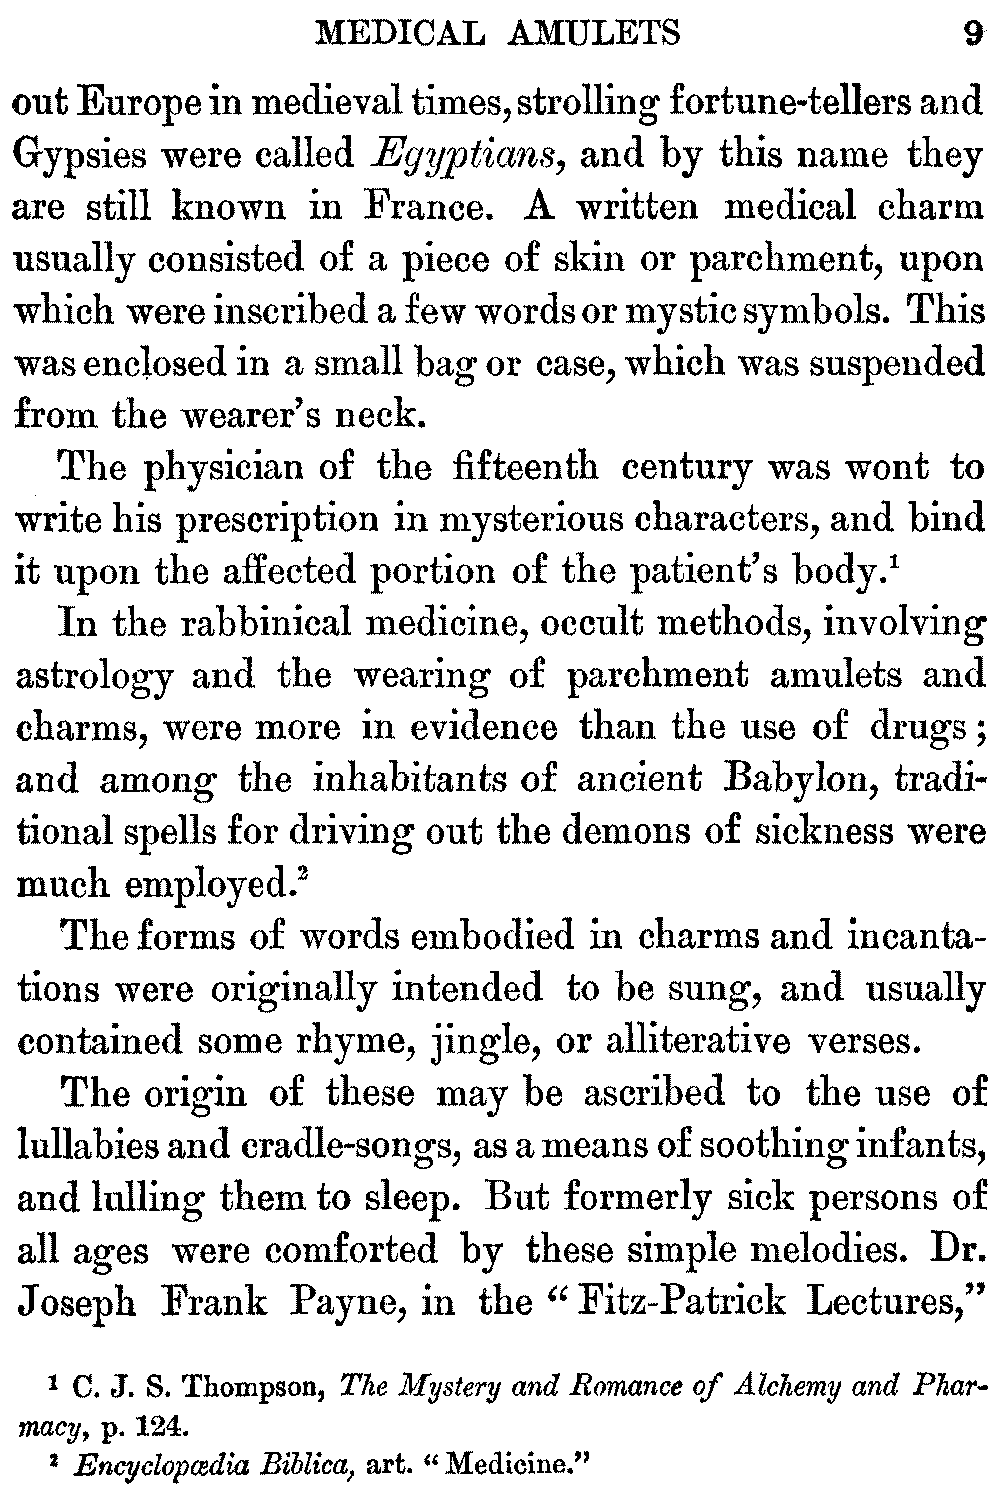 MEDICAL AMULETS 9
out Europe in medieval times, strolling fortune-tellers and
Gypsies were called Egyptians, and by this name they
are still known in France. A written medical charm
usually consisted of a piece of skin or parchment, upon
which were inscribed a few words or mystic symbols. This
was enclosed in a small bag or case, which was suspended
from the wearer's neck.
The physician of the fifteenth century was wont to
write his prescription in mysterious characters, and bind
it upon the affected portion of the patient's body.¹
In the rabbinical medicine, occult methods, involving
astrology and the wearing of parchment amulets and
charms, were more in evidence than the use of drugs;
and among the inhabitants of ancient Babylon, tradi-
tional spells for driving out the demons of sickness were
much employed.²
The forms of words embodied in charms and incanta-
tions were originally intended to be sung, and usually
contained some rhyme, jingle, or alliterative verses.
The origin of these may be ascribed to the use of
lullabies and cradle-songs, as a means of soothing infants,
and lulling them to sleep. But formerly sick persons of
all ages were comforted by these simple melodies. Dr.
Joseph Frank Payne, in the "Fitz-Patrick Lectures,"
¹ C. J. S. Thompson, The Mystery and Romance of Alchemy and Phar-
macy, p. 124.
² Encyclopædia Biblica, art. "Medicine."